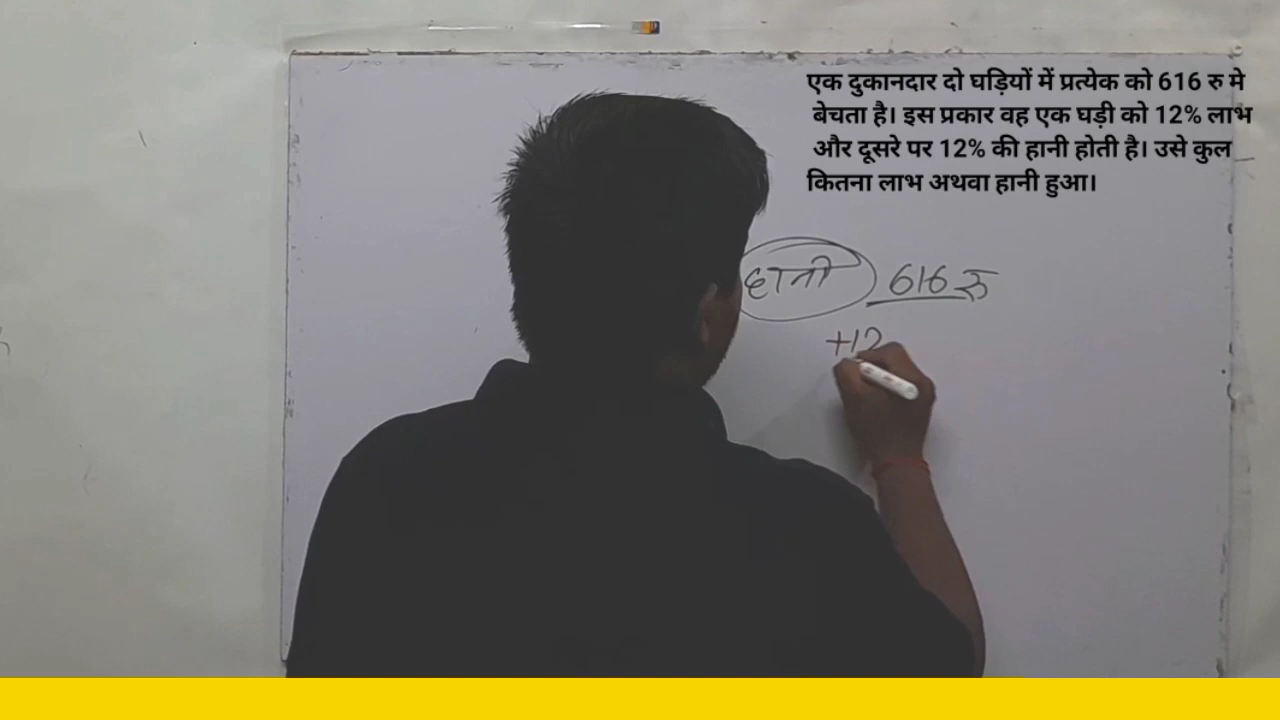 एक दुकानदार दो घड़ियों में प्रत्येक को 616 रु मे
बेचता है। इस प्रकार वह एक घड़ी को 12% लाभ
और दूसरे पर 12% की हानी होती है। उसे कुल
कितना लाभ अथवा हानी हुआ।
हानी 616 रु
+12